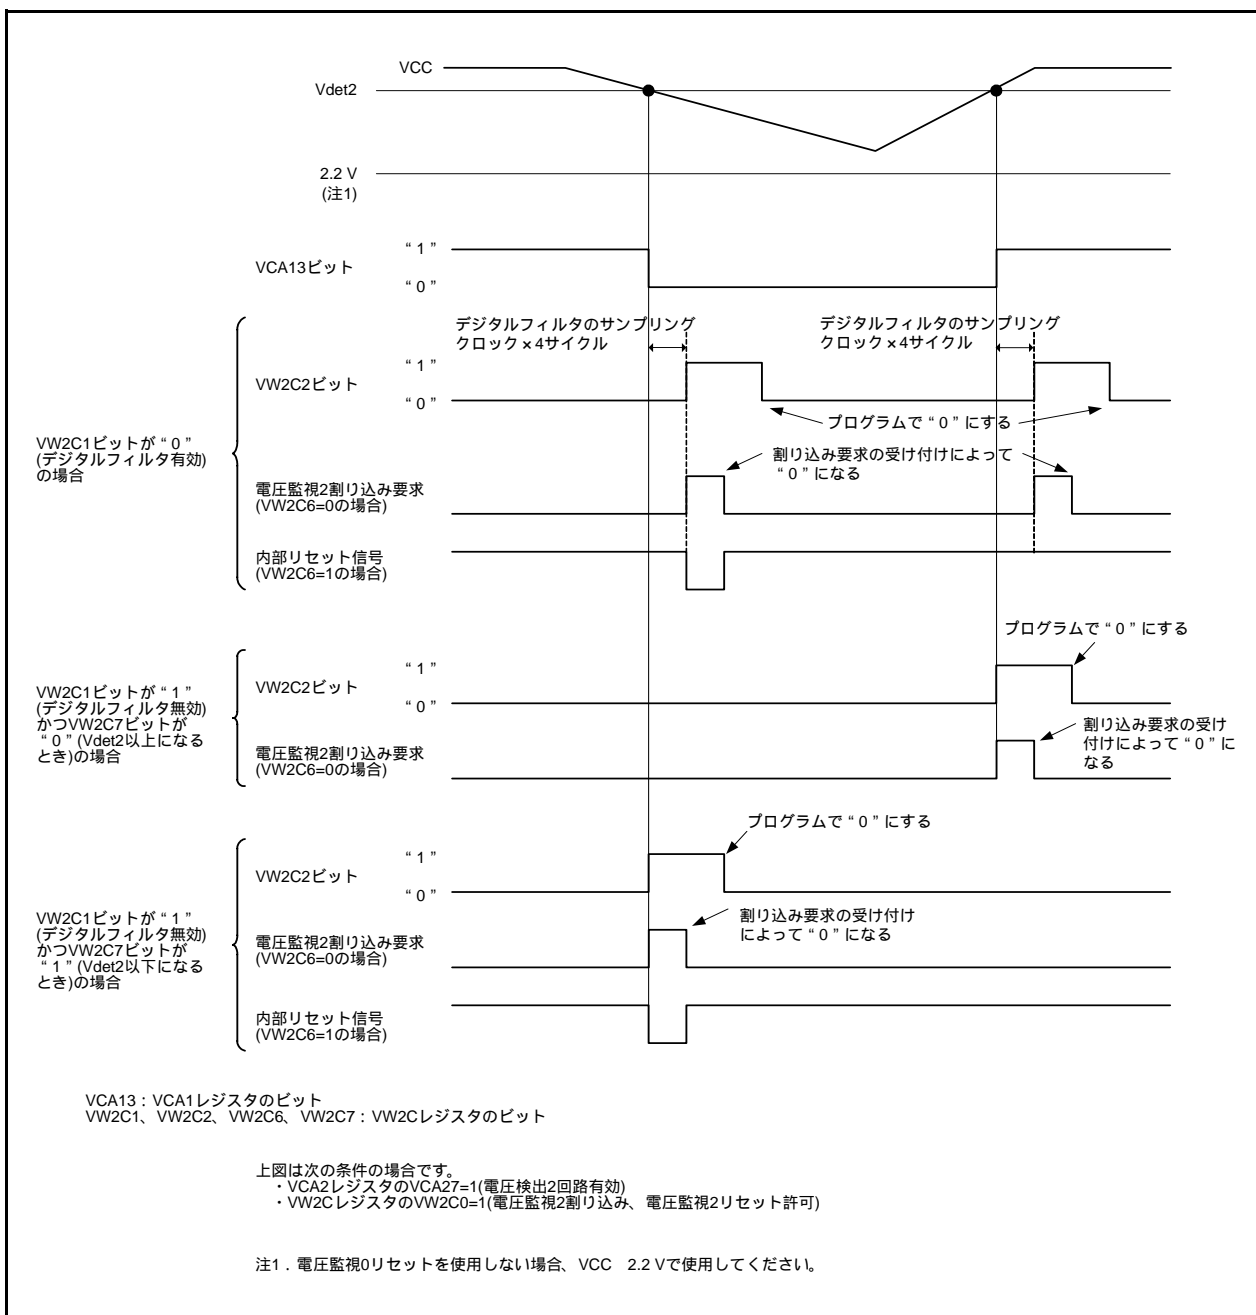 VCC
Vdet2
2.2 V
(注1)
“ 1 ”
VCA13ビット
“ 0 ”
デジタルフィルタのサンプリング
クロック × 4サイクル
デジタルフィルタのサンプリング
クロック × 4サイクル
“ 1 ”
VW2C2ビット
“ 0 ”
プログラムで “ 0 ” にする
VW2C1ビットが “ 0 ”
(デジタルフィルタ有効)
の場合
割り込み要求の受け付けによって
“ 0 ” になる
電圧監視2割り込み要求
(VW2C6=0の場合)
内部リセット信号
(VW2C6=1の場合)
プログラムで “ 0 ” にする
“ 1 ”
VW2C2ビット
“ 0 ”
VW2C1ビットが “ 1 ”
(デジタルフィルタ無効)
かつVW2C7ビットが
“ 0 ” (Vdet2以上になる
とき)の場合
割り込み要求の受け
付けによって “ 0 ” に
なる
電圧監視2割り込み要求
(VW2C6=0の場合)
プログラムで “ 0 ” にする
“ 1 ”
VW2C2ビット
“ 0 ”
VW2C1ビットが “ 1 ”
(デジタルフィルタ無効)
かつVW2C7ビットが
“ 1 ” (Vdet2以下になる
とき)の場合
割り込み要求の受け付け
によって “ 0 ” になる
電圧監視2割り込み要求
(VW2C6=0の場合)
内部リセット信号
(VW2C6=1の場合)
VCA13：VCA1レジスタのビット
VW2C1、VW2C2、VW2C6、VW2C7：VW2Cレジスタのビット
上図は次の条件の場合です。
・VCA2レジスタのVCA27=1(電圧検出2回路有効)
・VW2CレジスタのVW2C0=1(電圧監視2割り込み、電圧監視2リセット許可)
注1．電圧監視0リセットを使用しない場合、VCC　2.2 Vで使用してください。